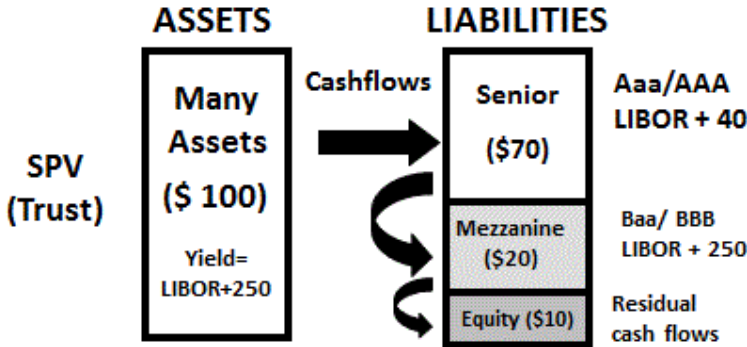 ASSETS
LIABILITIES
SPV
(Trust)
Many
Assets
($ 100)
Yield=
LIBOR+250
Cashflows
Senior
($70)
Aaa/AAA
LIBOR + 40
Mezzanine
($20)
Baa/ BBB
LIBOR + 250
Equity ($10)
Residual
cash flows